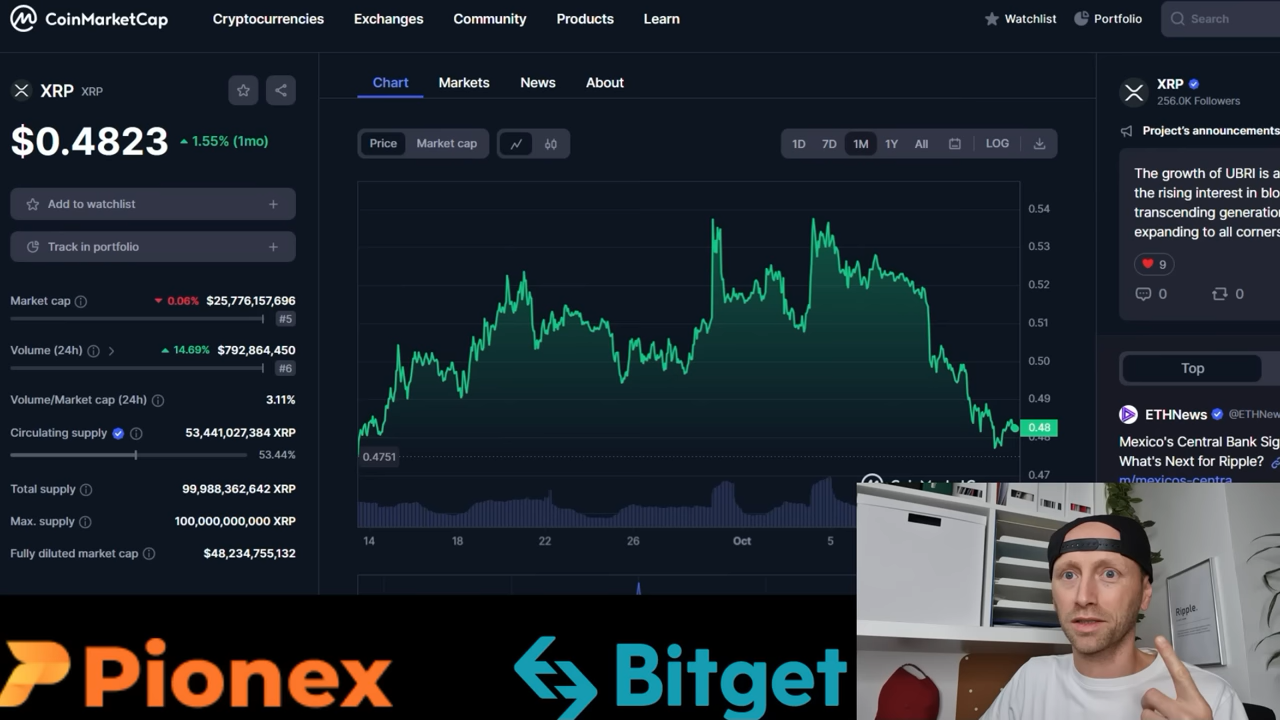 CoinMarketCap
Cryptocurrencies
Exchanges
Community
Products
Learn
Watchlist
Portfolio
Search
XRP XRP
$0.4823 1.55% (1mo)
Add to watchlist +
Track in portfolio +
Market cap 0.06% $25,776,157,696
#5
Volume (24h) 14.69% $792,864,450
#6
Volume/Market cap (24h) 3.11%
Circulating supply 53,441,027,384 XRP
53.44%
Total supply 99,988,362,642 XRP
Max. supply 100,000,000,000 XRP
Fully diluted market cap $48,234,755,132
Chart Markets News About
Price Market cap
1D 7D 1M 1Y All LOG
0.54
0.53
0.52
0.51
0.50
0.49
0.48
0.48
0.47
0.4751
14 18 22 26 Oct 5
XRP
256.0K Followers
Project's announcements
The growth of UBRI is a
the rising interest in blo
transcending generation
expanding to all corners
9
0 0
Top
ETHNews @ETHNew
Mexico's Central Bank Sig
What's Next for Ripple?
m/mexicos-centra
Ripple.
Pionex
Bitget